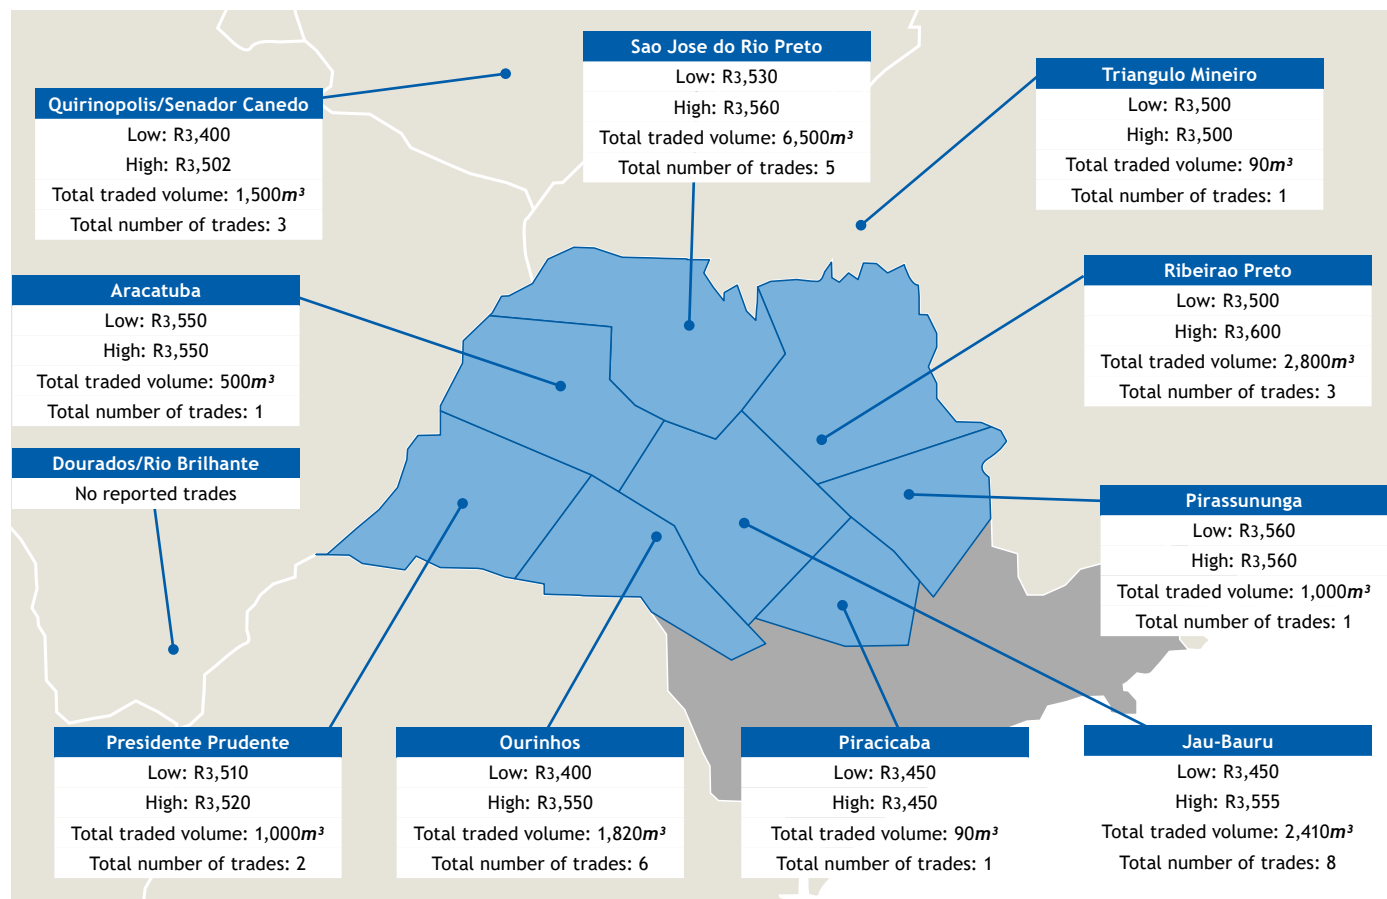 Sao Jose do Rio Preto
Low: R3,530
High: R3,560
Total traded volume: 6,500m³
Total number of trades: 5
Triangulo Mineiro
Low: R3,500
High: R3,500
Total traded volume: 90m³
Total number of trades: 1
Quirinopolis/Senador Canedo
Low: R3,400
High: R3,502
Total traded volume: 1,500m³
Total number of trades: 3
Ribeirao Preto
Low: R3,500
High: R3,600
Total traded volume: 2,800m³
Total number of trades: 3
Aracatuba
Low: R3,550
High: R3,550
Total traded volume: 500m³
Total number of trades: 1
Dourados/Rio Brilhante
No reported trades
Pirassununga
Low: R3,560
High: R3,560
Total traded volume: 1,000m³
Total number of trades: 1
Presidente Prudente
Low: R3,510
High: R3,520
Total traded volume: 1,000m³
Total number of trades: 2
Ourinhos
Low: R3,400
High: R3,550
Total traded volume: 1,820m³
Total number of trades: 6
Piracicaba
Low: R3,450
High: R3,450
Total traded volume: 90m³
Total number of trades: 1
Jau-Bauru
Low: R3,450
High: R3,555
Total traded volume: 2,410m³
Total number of trades: 8